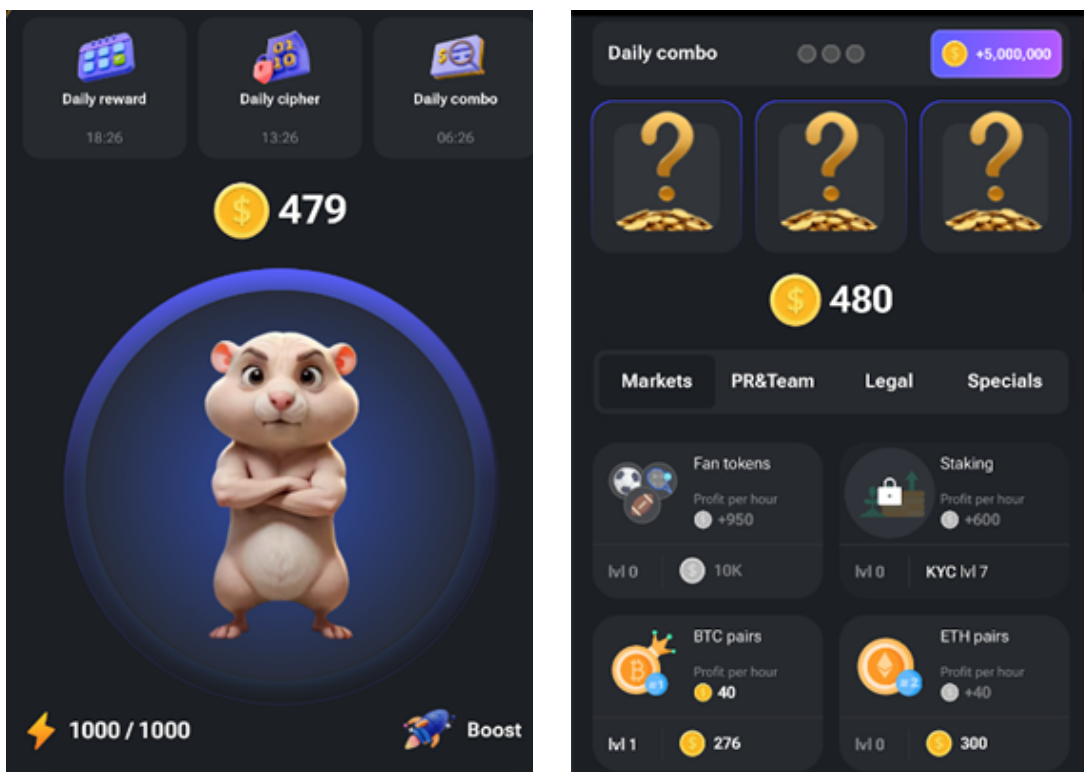 Daily reward
Daily cipher
Daily combo
18:26
13:26
06:26
479
1000 / 1000
Boost
Daily combo
+5,000,000
480
Markets
PR&Team
Legal
Specials
Fan tokens
Profit per hour
+950
lvl 0
10K
Staking
Profit per hour
+600
lvl 0
KYC lvl 7
BTC pairs
Profit per hour
40
#1
lvl 1
276
ETH pairs
Profit per hour
+40
#2
lvl 0
300